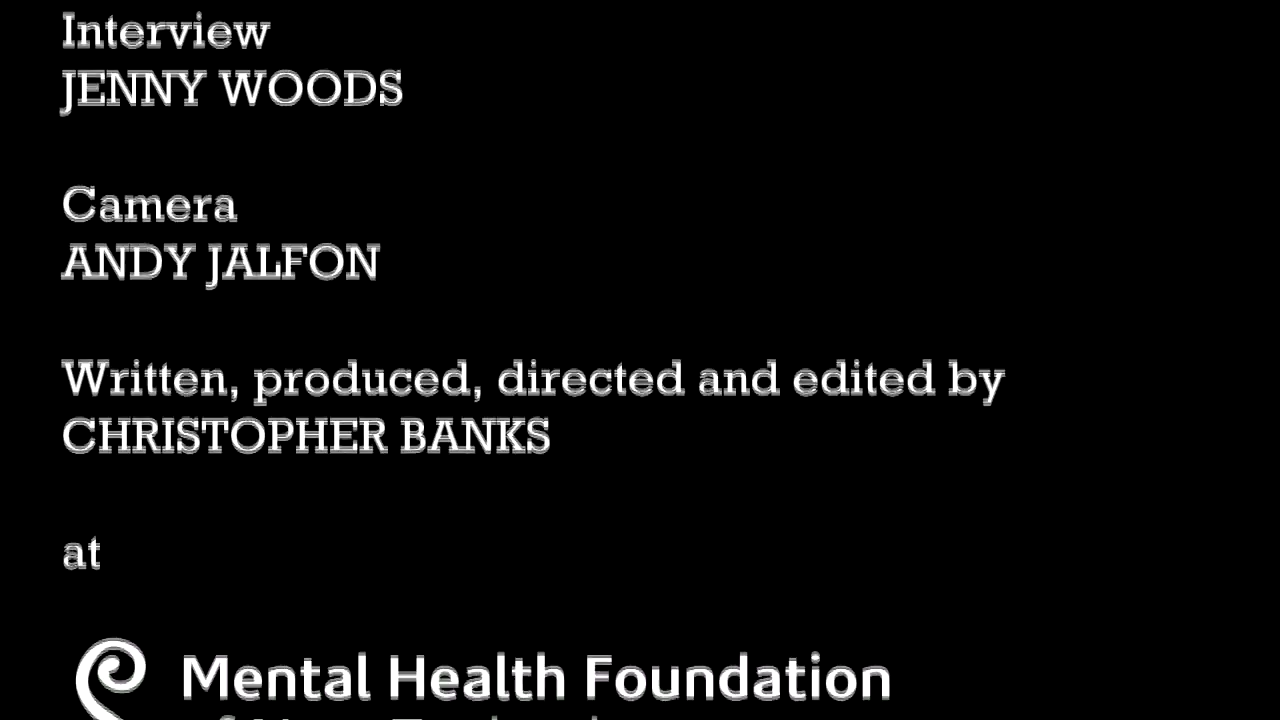 Interview
JENNY WOODS
Camera
ANDY JALFON
Written, produced, directed and edited by
CHRISTOPHER BANKS
at
Mental Health Foundation